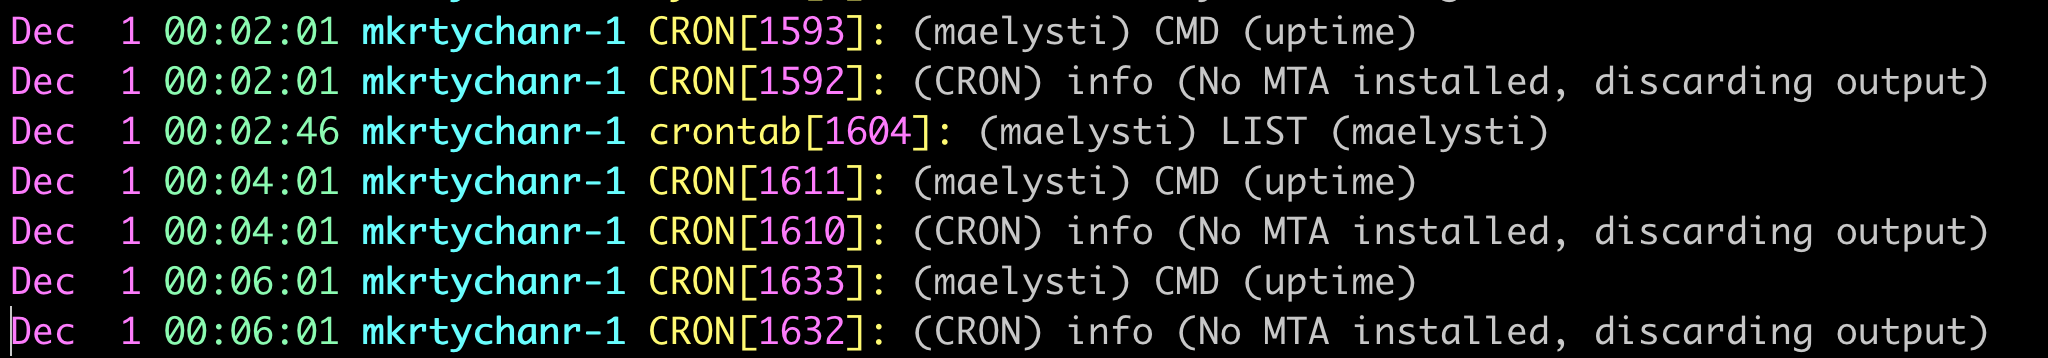 Dec  1 00:02:01 mkrtychanr-1 CRON[1593]: (maelysti) CMD (uptime)
Dec  1 00:02:01 mkrtychanr-1 CRON[1592]: (CRON) info (No MTA installed, discarding output)
Dec  1 00:02:46 mkrtychanr-1 crontab[1604]: (maelysti) LIST (maelysti)
Dec  1 00:04:01 mkrtychanr-1 CRON[1611]: (maelysti) CMD (uptime)
Dec  1 00:04:01 mkrtychanr-1 CRON[1610]: (CRON) info (No MTA installed, discarding output)
Dec  1 00:06:01 mkrtychanr-1 CRON[1633]: (maelysti) CMD (uptime)
Dec  1 00:06:01 mkrtychanr-1 CRON[1632]: (CRON) info (No MTA installed, discarding output)